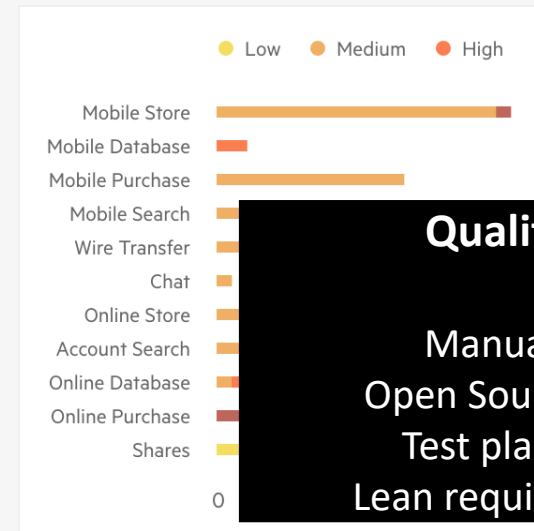 Low Medium High
Mobile Store
Mobile Database
Mobile Purchase
Mobile Search
Wire Transfer
Chat
Online Store
Account Search
Online Database
Online Purchase
Shares
0
Manua
Open Sou
Test pla
Lean requi